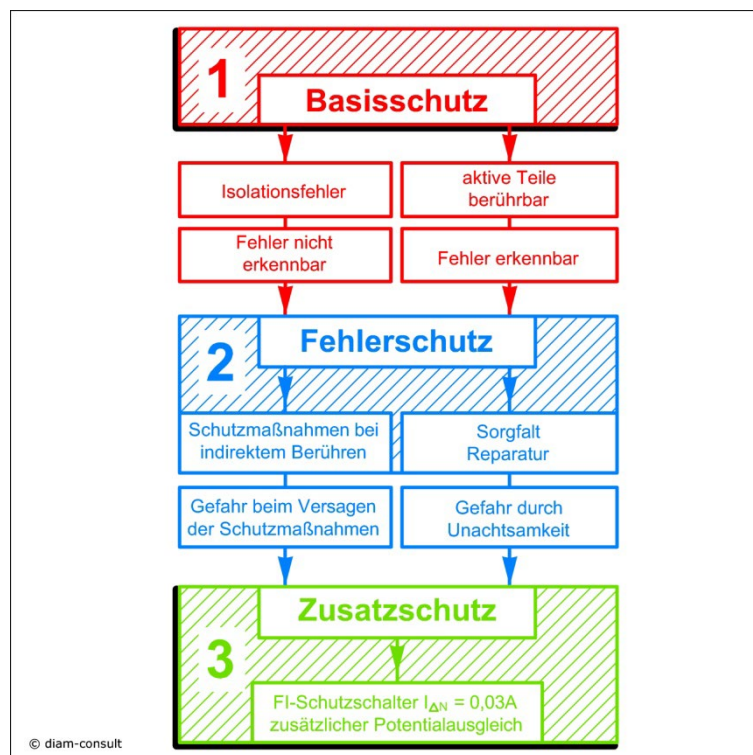 1
Basisschutz
Isolationsfehler
aktive Teile
berührbar
Fehler nicht
erkennbar
Fehler erkennbar
2
Fehlerschutz
Schutzmaßnahmen bei
indirektem Berühren
Sorgfalt
Reparatur
Gefahr beim Versagen
der Schutzmaßnahmen
Gefahr durch
Unachtsamkeit
3
Zusatzschutz
FI-Schutzschalter IΔN = 0,03A
zusätzlicher Potentialausgleich
© diam-consult